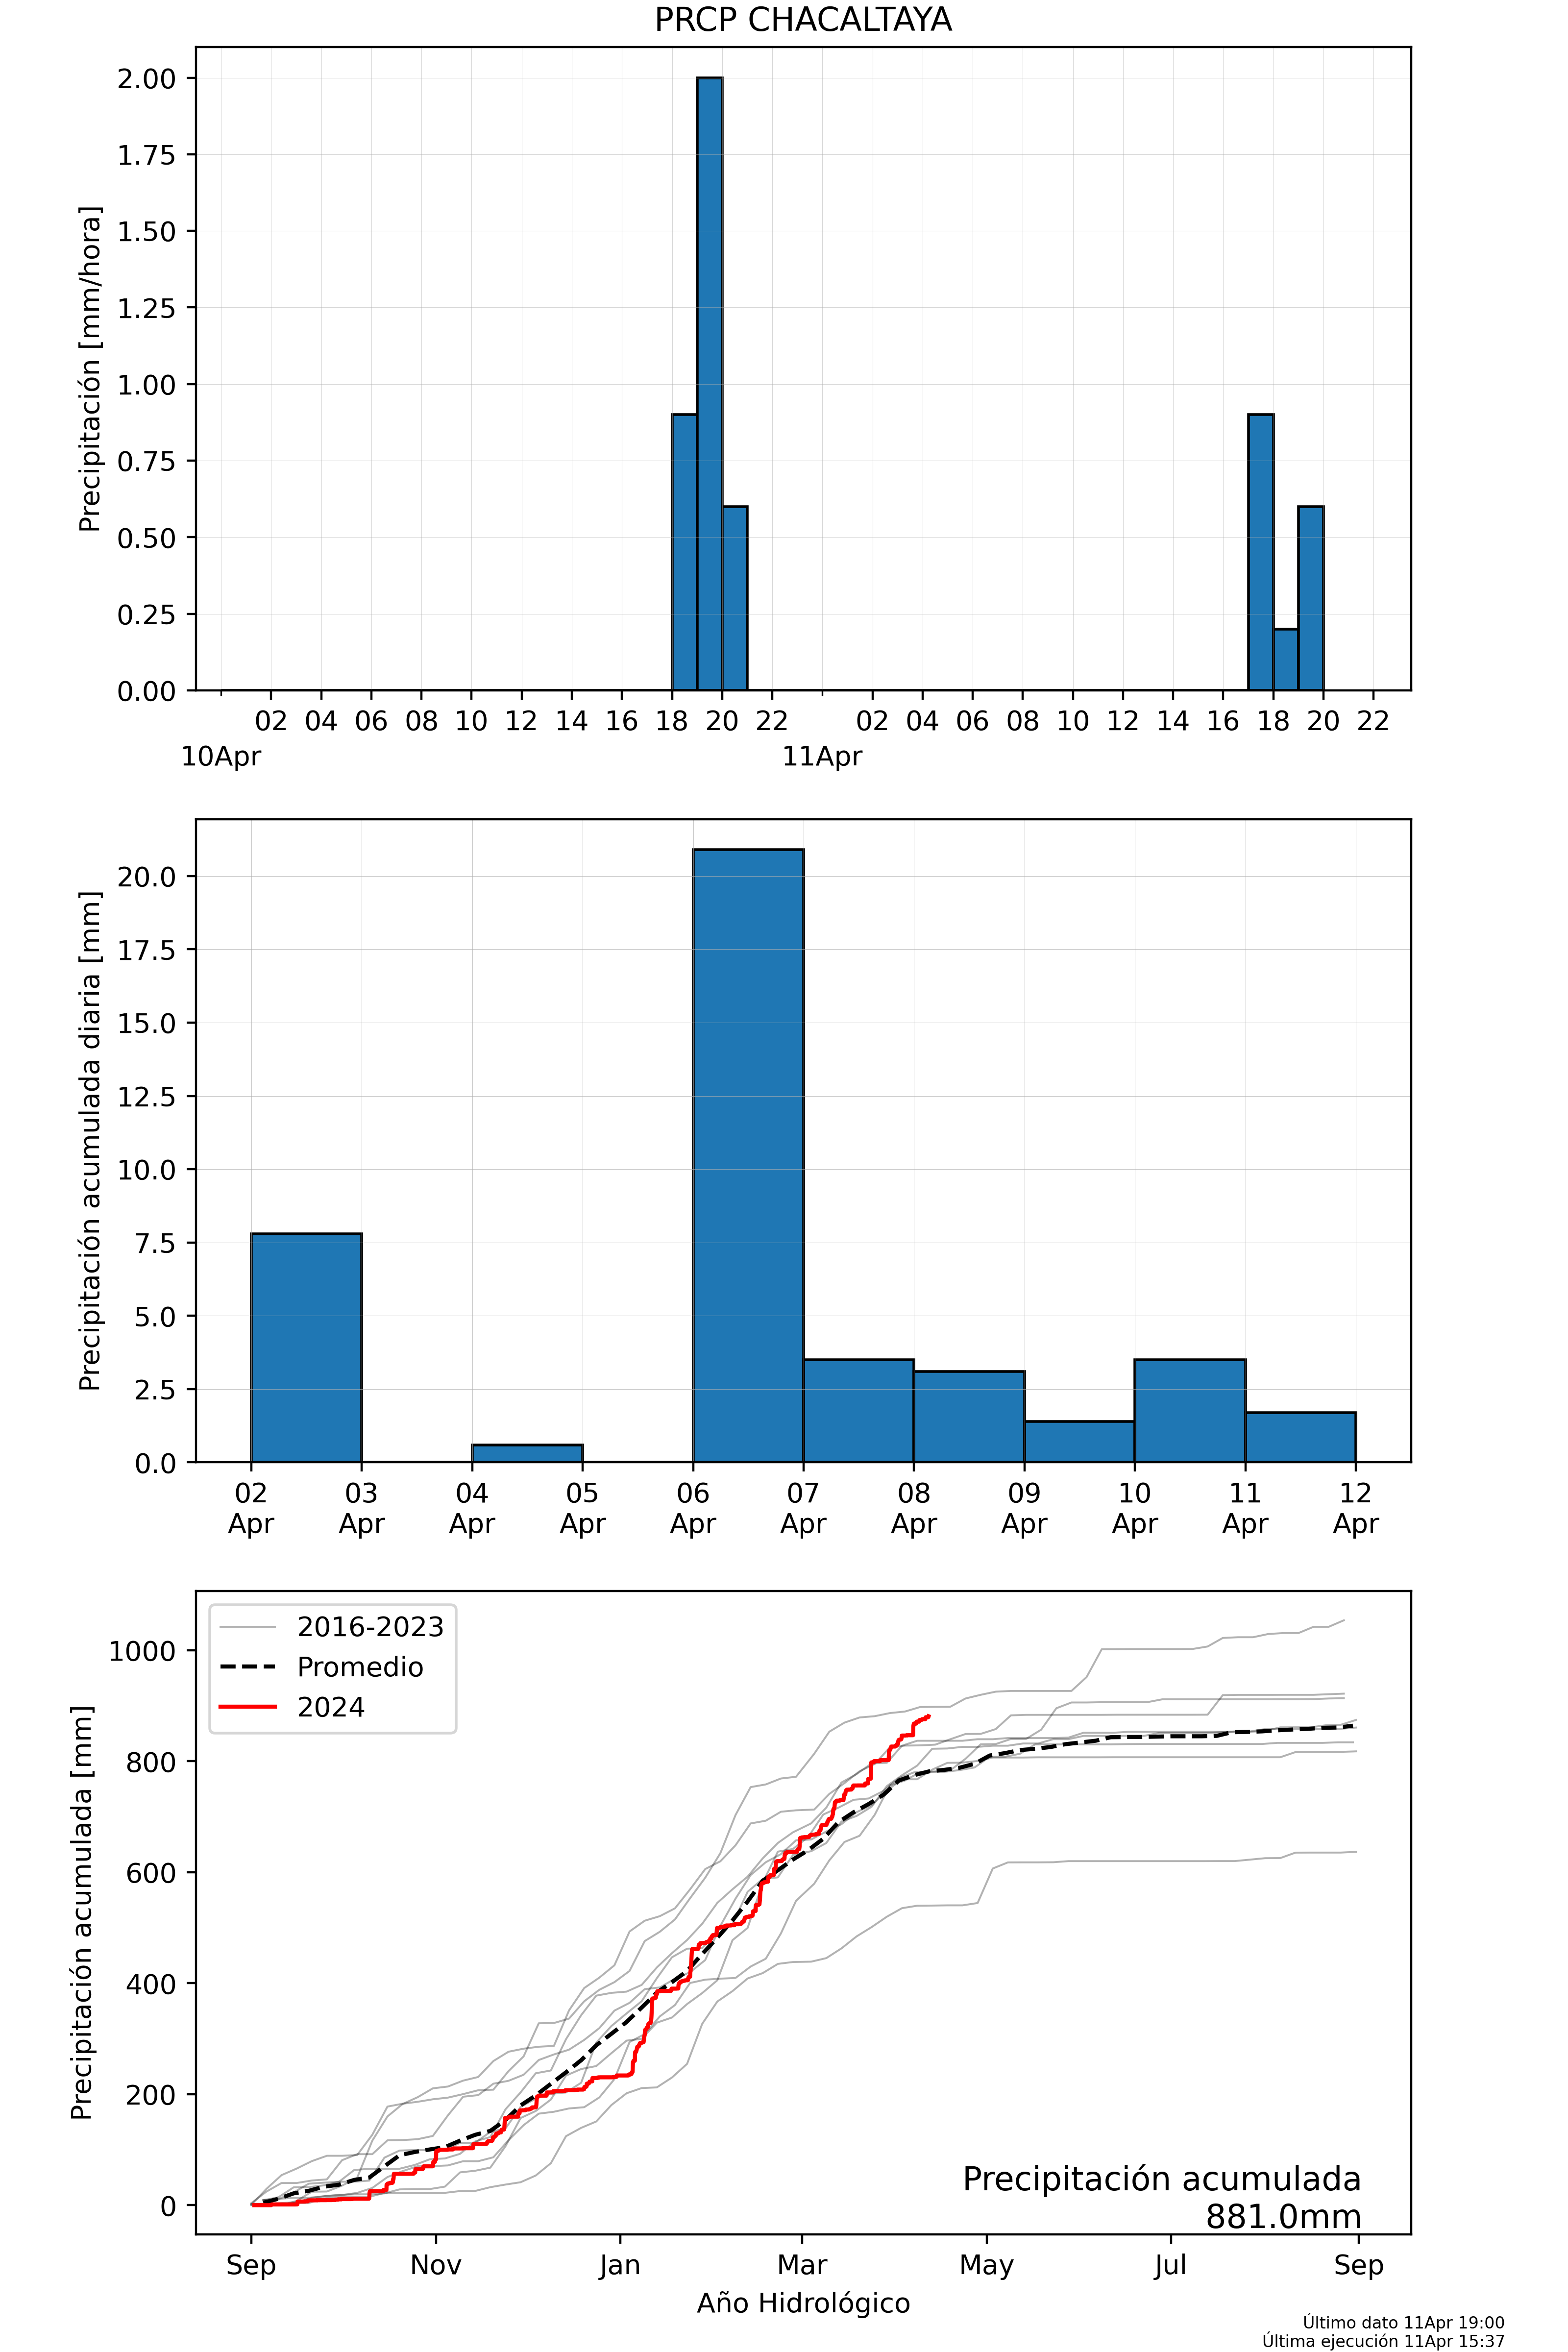 PRCP CHACALTAYA
Precipitación [mm/hora]
2.00
1.75
1.50
1.25
1.00
0.75
0.50
0.25
0.00
02 04 06 08 10 12 14 16 18 20 22 02 04 06 08 10 12 14 16 18 20 22
10Apr 11Apr
Precipitación acumulada diaria [mm]
20.0
17.5
15.0
12.5
10.0
7.5
5.0
2.5
0.0
02 03 04 05 06 07 08 09 10 11 12
Apr Apr Apr Apr Apr Apr Apr Apr Apr Apr Apr
Precipitación acumulada [mm]
1000
800
600
400
200
0
2016-2023
Promedio
2024
Precipitación acumulada
881.0mm
Sep Nov Jan Mar May Jul Sep
Año Hidrológico
Último dato 11Apr 19:00
Última ejecución 11Apr 15:37